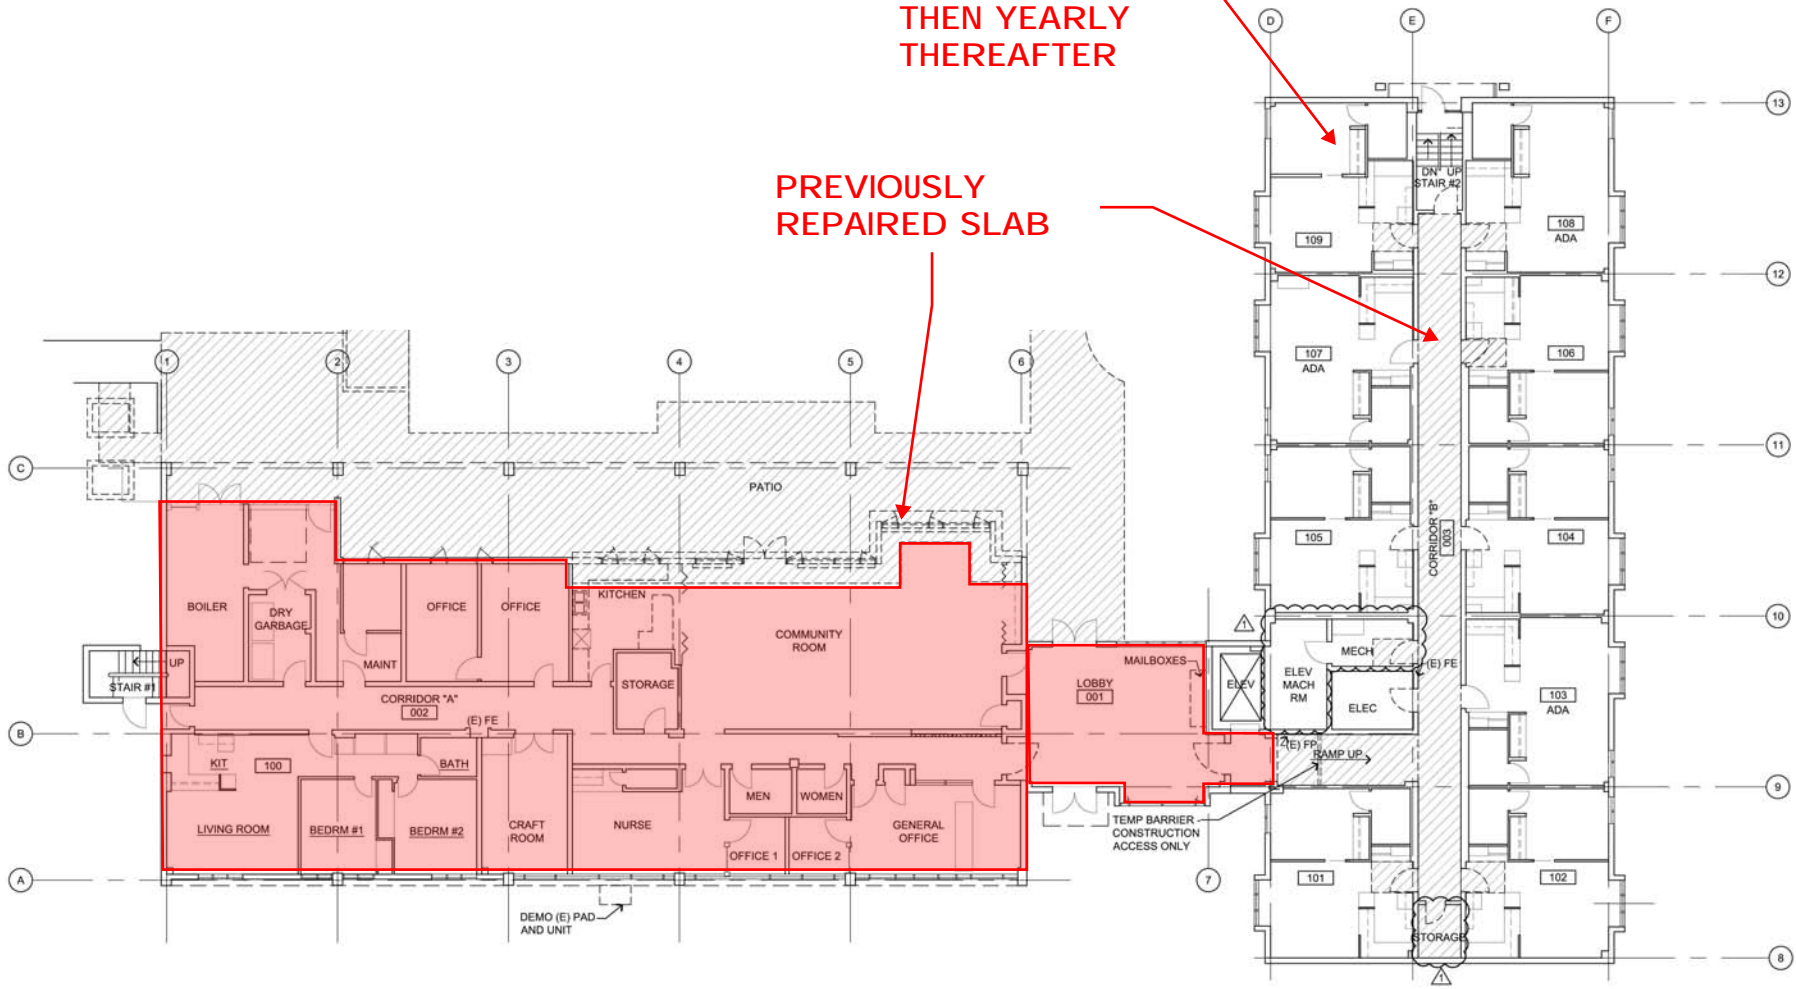 THEN YEARLY
THEREAFTER
D
E
F
13
PREVIOUSLY
REPAIRED SLAB
DN UP
STAIR #2
109
108
ADA
12
107
ADA
106
1
2
3
4
5
6
11
C
PATIO
CORRIDOR "B"
003
105
104
BOILER
DRY
GARBAGE
OFFICE
OFFICE
KITCHEN
COMMUNITY
ROOM
1
10
MAINT
STORAGE
UP
STAIR #1
CORRIDOR "A"
002
(E) FE
MAILBOXES
LOBBY
001
ELEV
ELEV
MACH
RM
MECH
(E) FE
ELEC
103
ADA
B
KIT
100
BATH
(E) FP
RAMP UP
9
LIVING ROOM
BEDRM #1
BEDRM #2
CRAFT
ROOM
NURSE
MEN
WOMEN
GENERAL
OFFICE
OFFICE 1
OFFICE 2
TEMP BARRIER
CONSTRUCTION
ACCESS ONLY
A
7
101
102
DEMO (E) PAD
AND UNIT
STORAGE
8
1